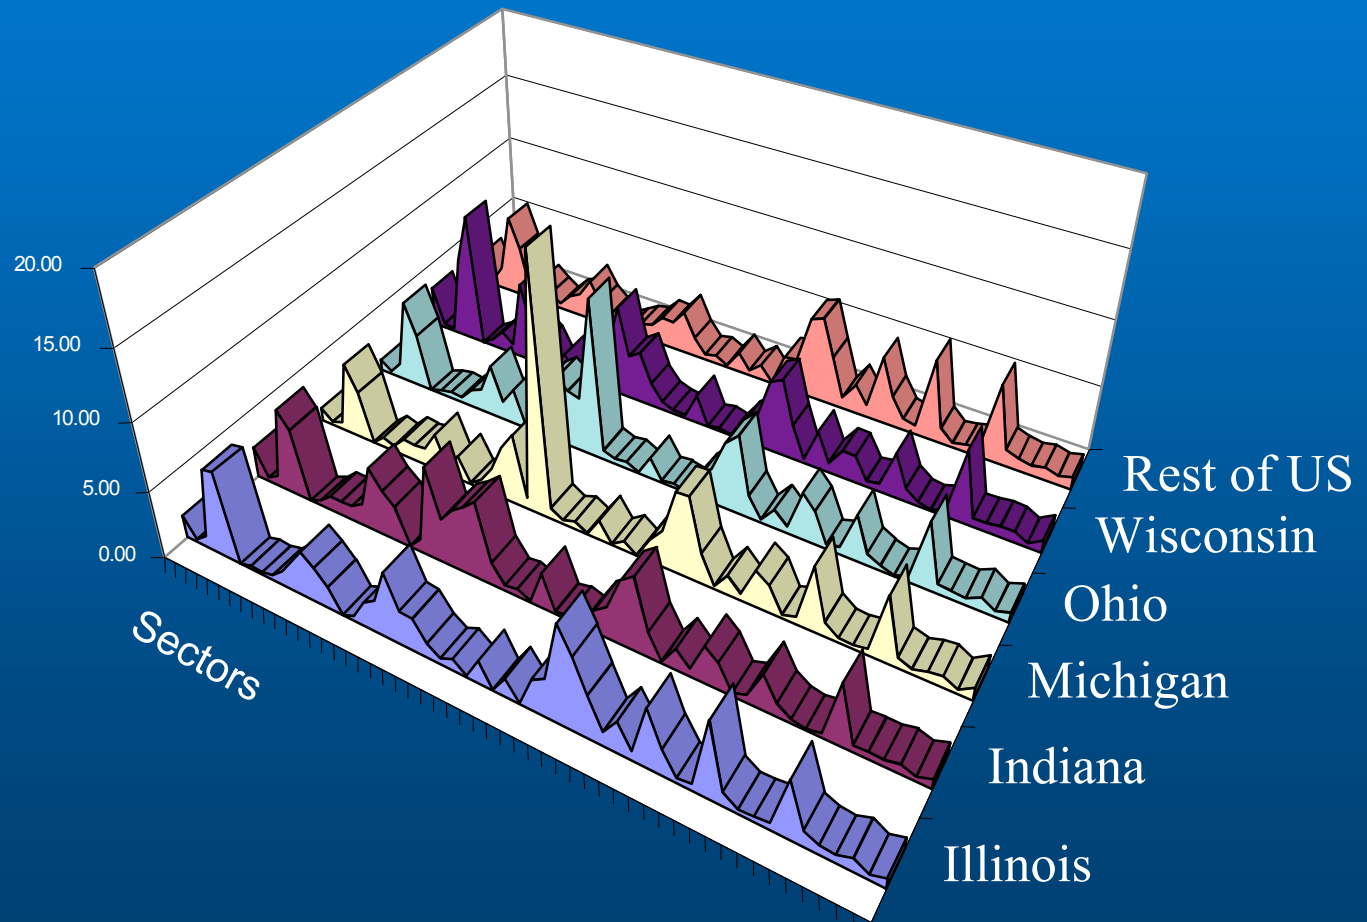 20.00
15.00
10.00
5.00
0.00
Sectors
Rest of US
Wisconsin
Ohio
Michigan
Indiana
Illinois